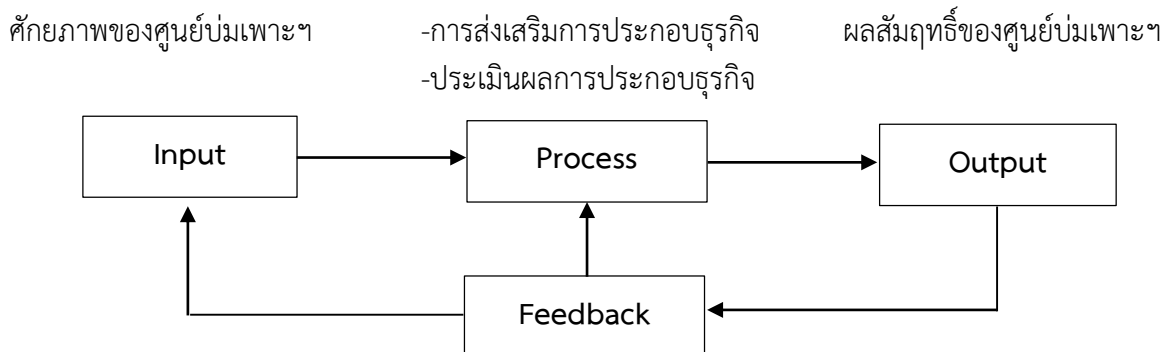 ศักยภาพของศูนย์บ่มเพาะฯ -การส่งเสริมการประกอบธุรกิจ ผลสัมฤทธิ์ของศูนย์บ่มเพาะฯ
-ประเมินผลการประกอบธุรกิจ
Input Process Output
Feedback